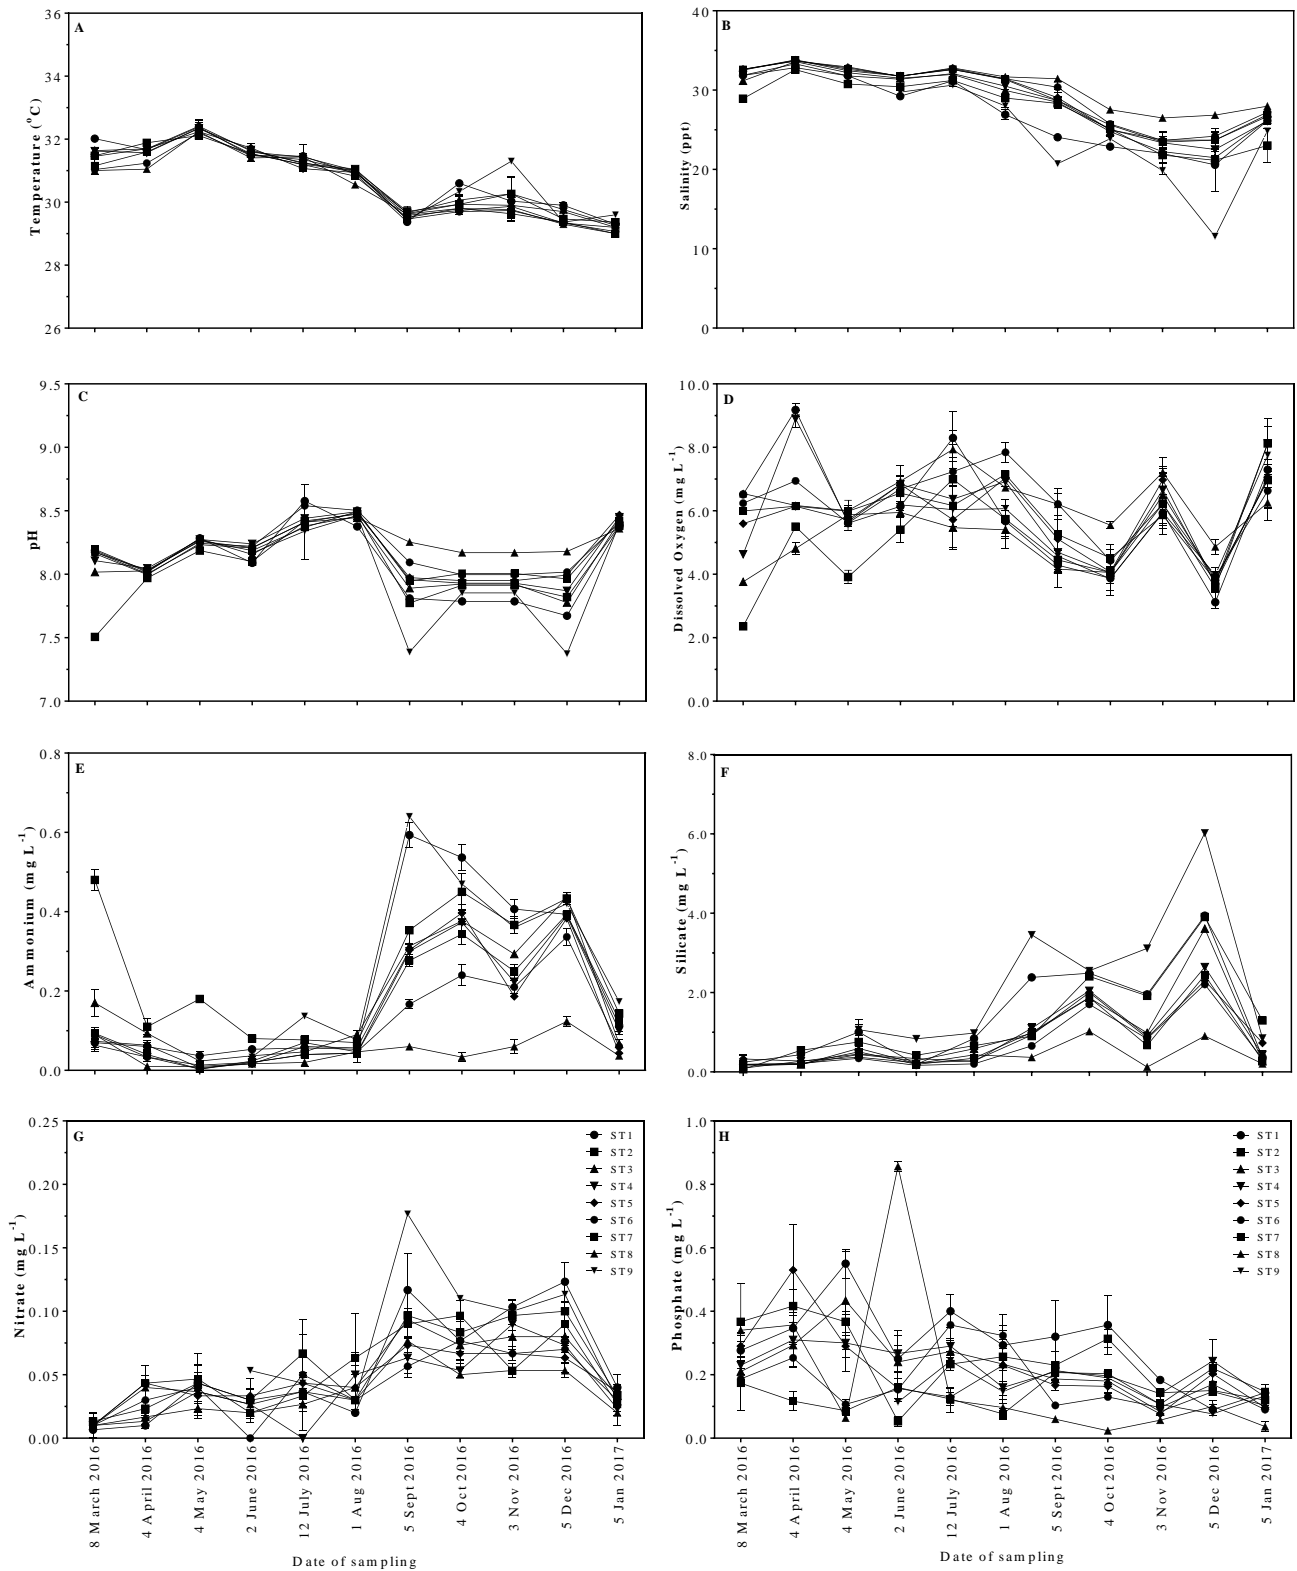 A
Temperature (°C)
36
34
32
30
28
26
B
Salinity (ppt)
40
30
20
10
0
C
pH
9.5
9.0
8.5
8.0
7.5
7.0
D
Dissolved Oxygen (mg L⁻¹)
10.0
8.0
6.0
4.0
2.0
0.0
E
Ammonium (mg L⁻¹)
0.8
0.6
0.4
0.2
0.0
F
Silicate (mg L⁻¹)
8.0
6.0
4.0
2.0
0.0
G
Nitrate (mg L⁻¹)
0.25
0.20
0.15
0.10
0.05
0.00
ST1
ST2
ST3
ST4
ST5
ST6
ST7
ST8
ST9
8 March 2016
4 April 2016
4 May 2016
2 June 2016
12 July 2016
1 Aug 2016
5 Sept 2016
4 Oct 2016
3 Nov 2016
5 Dec 2016
5 Jan 2017
Date of sampling
H
Phosphate (mg L⁻¹)
1.0
0.8
0.6
0.4
0.2
0.0
ST1
ST2
ST3
ST4
ST5
ST6
ST7
ST8
ST9
8 March 2016
4 April 2016
4 May 2016
2 June 2016
12 July 2016
1 Aug 2016
5 Sept 2016
4 Oct 2016
3 Nov 2016
5 Dec 2016
5 Jan 2017
Date of sampling